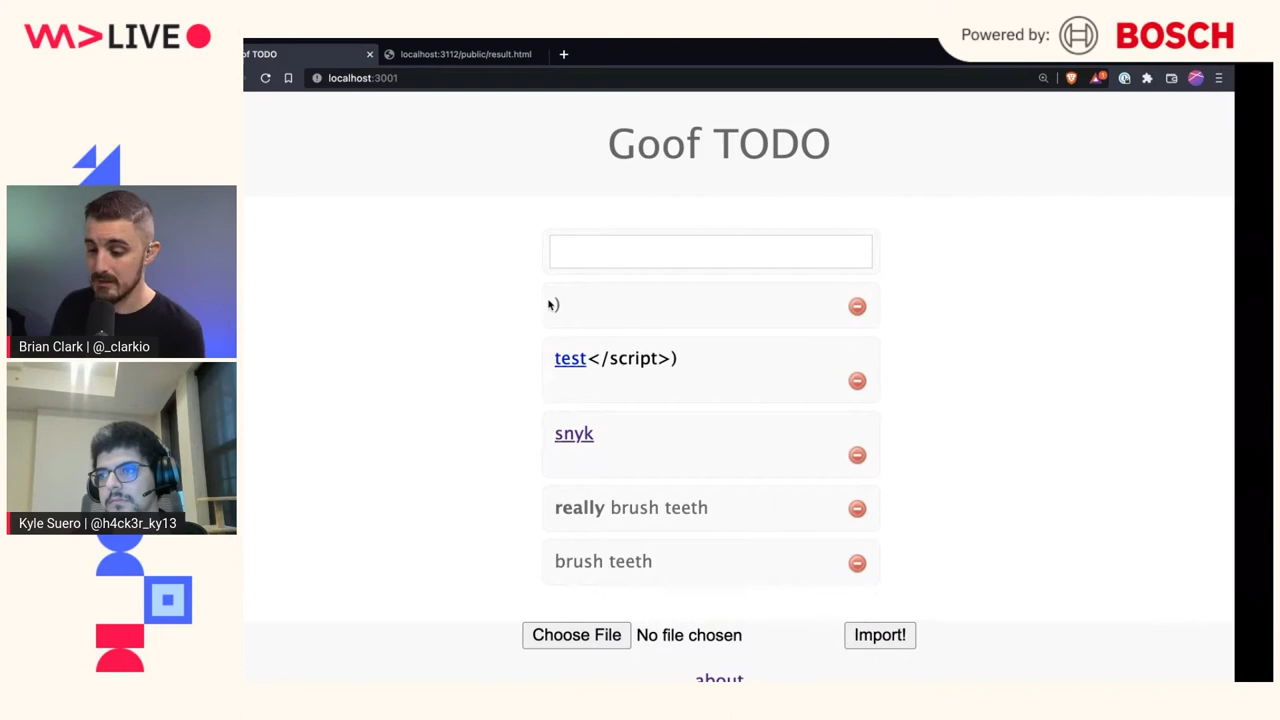 LIVE
Powered by: BOSCH
of TODO
localhost:3112/public/result.html
localhost:3001
Goof TODO
)
test</script>)
snyk
really brush teeth
brush teeth
Choose File No file chosen Import!
about
Brian Clark | @_clarkio
Kyle Suero | @h4ck3r_ky13